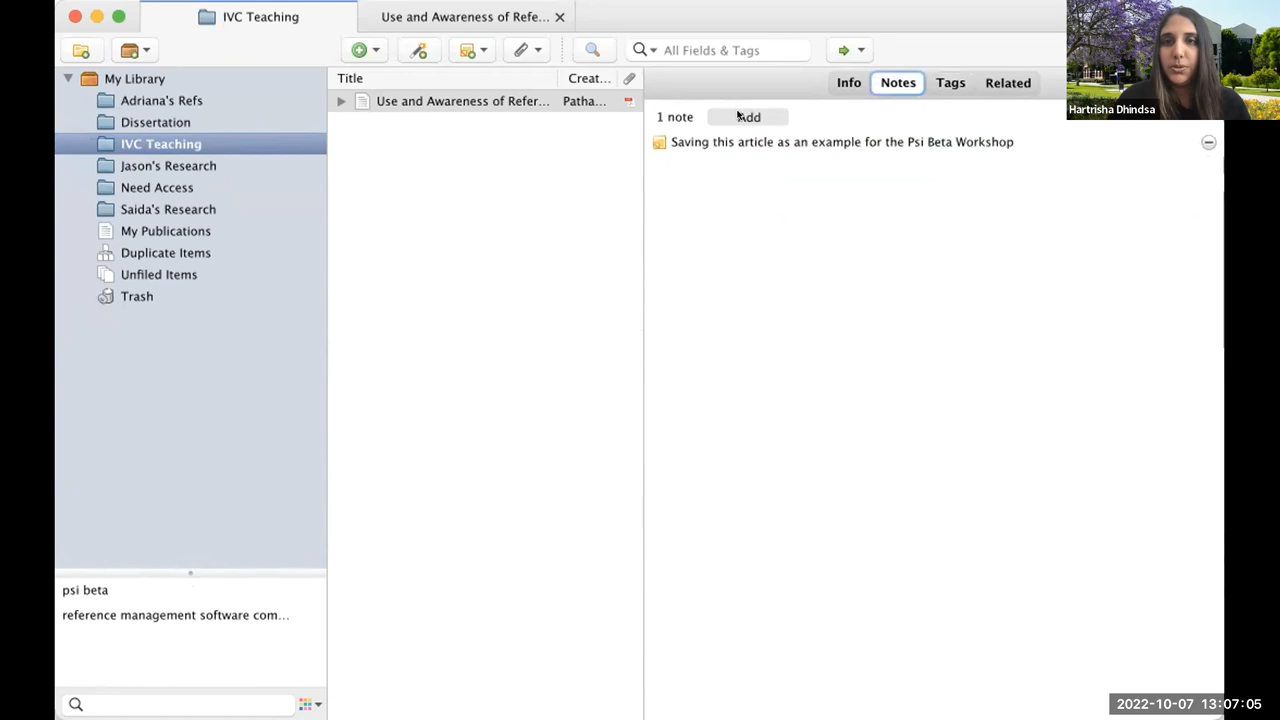 IVC Teaching
Use and Awareness of Refe...
All Fields & Tags
My Library
Adriana's Refs
Dissertation
IVC Teaching
Jason's Research
Need Access
Saida's Research
My Publications
Duplicate Items
Unfiled Items
Trash
psi beta
reference management software com...
Title
Creat...
Use and Awareness of Refer...
Patha...
Info
Notes
Tags
Related
1 note
Add
Saving this article as an example for the Psi Beta Workshop
Hartrisha Dhindsa
2022-10-07 13:07:05